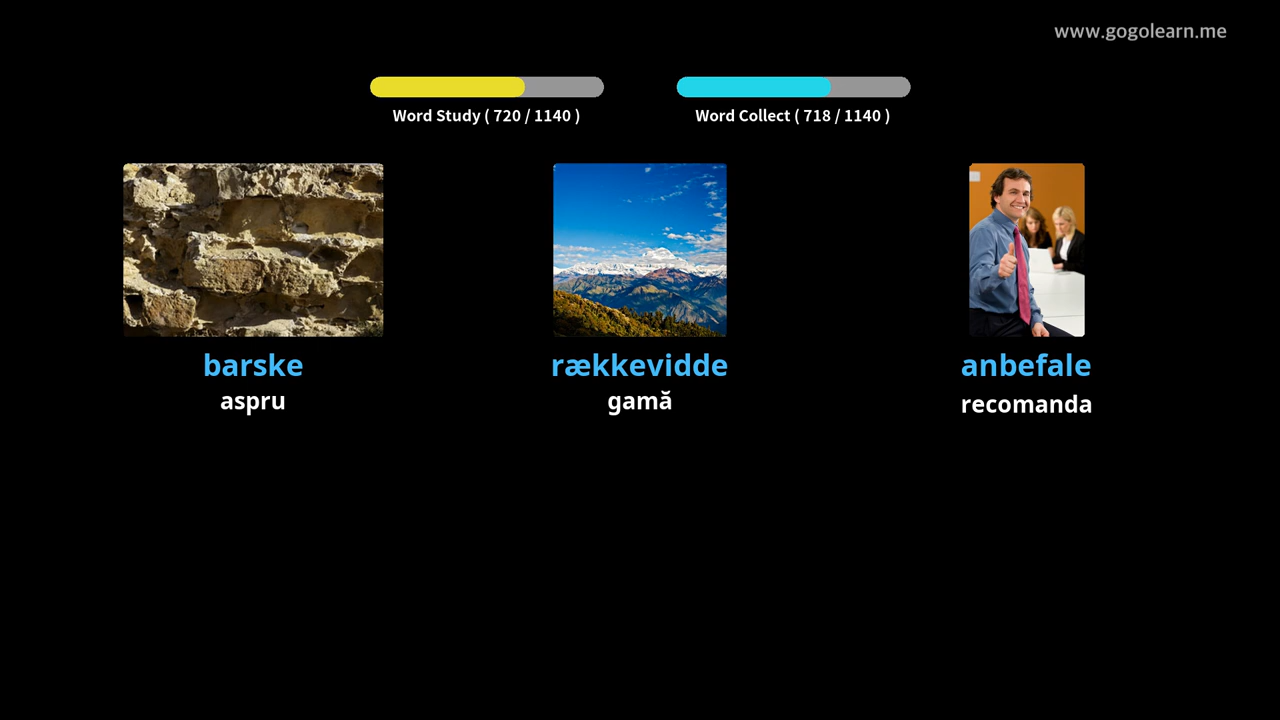 www.gogolearn.me
Word Study ( 720 / 1140 )
Word Collect ( 718 / 1140 )
barske
aspru
rækkevidde
gamă
anbefale
recomanda